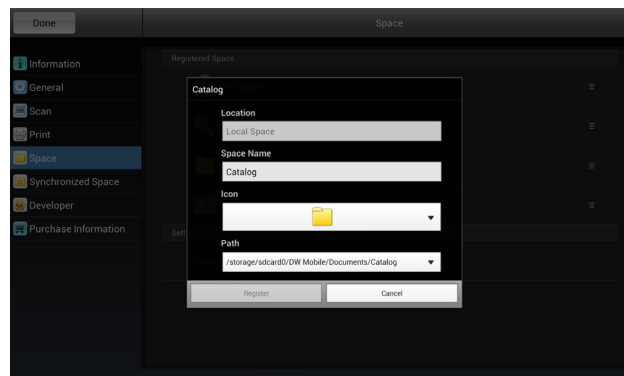 Done
Space
Information
General
Scan
Print
Space
Synchronized Space
Developer
Purchase Information
Registered Space
Catalog
Location
Local Space
Space Name
Catalog
Icon
Path
/storage/sdcard0/DW Mobile/Documents/Catalog
Register
Cancel